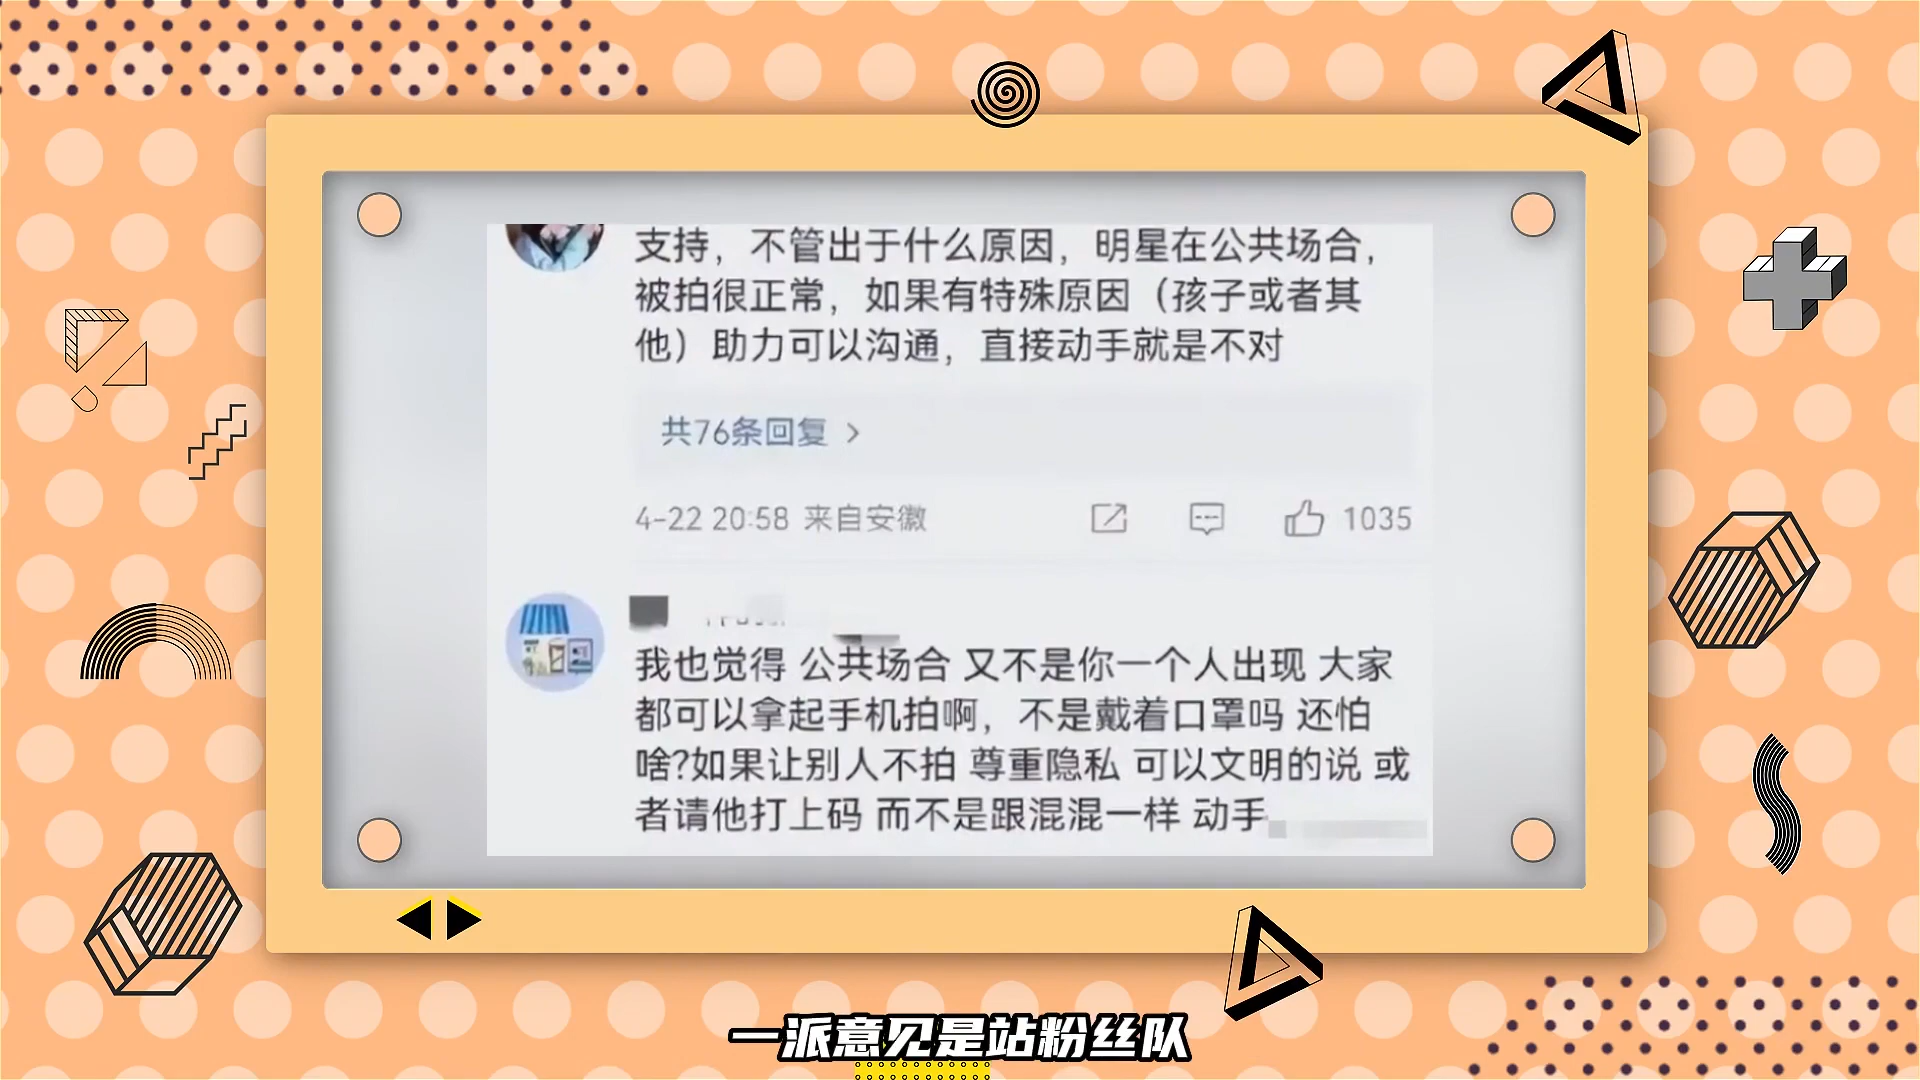 支持，不管出于什么原因，明星在公共场合，
被拍很正常，如果有特殊原因（孩子或者其
他）助力可以沟通，直接动手就是不对
共76条回复 >
4-22 20:58 来自安徽
1035
我也觉得 公共场合 又不是你一个人出现 大家
都可以拿起手机拍啊，不是戴着口罩吗 还怕
啥?如果让别人不拍 尊重隐私 可以文明的说 或
者请他打上码 而不是跟混混一样 动手
一派意见是站粉丝队